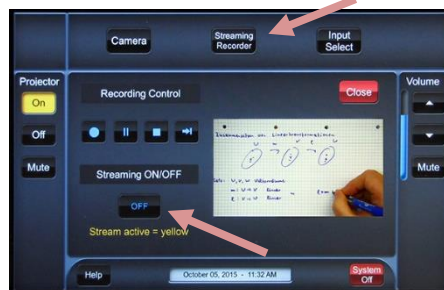 Camera
Streaming
Recorder
Input
Select
Projector
On
Off
Mute
Recording Control
Close
Streaming ON/OFF
OFF
Stream active = yellow
Volume
Mute
Help
October 05, 2015 - 11:32 AM
System
Off